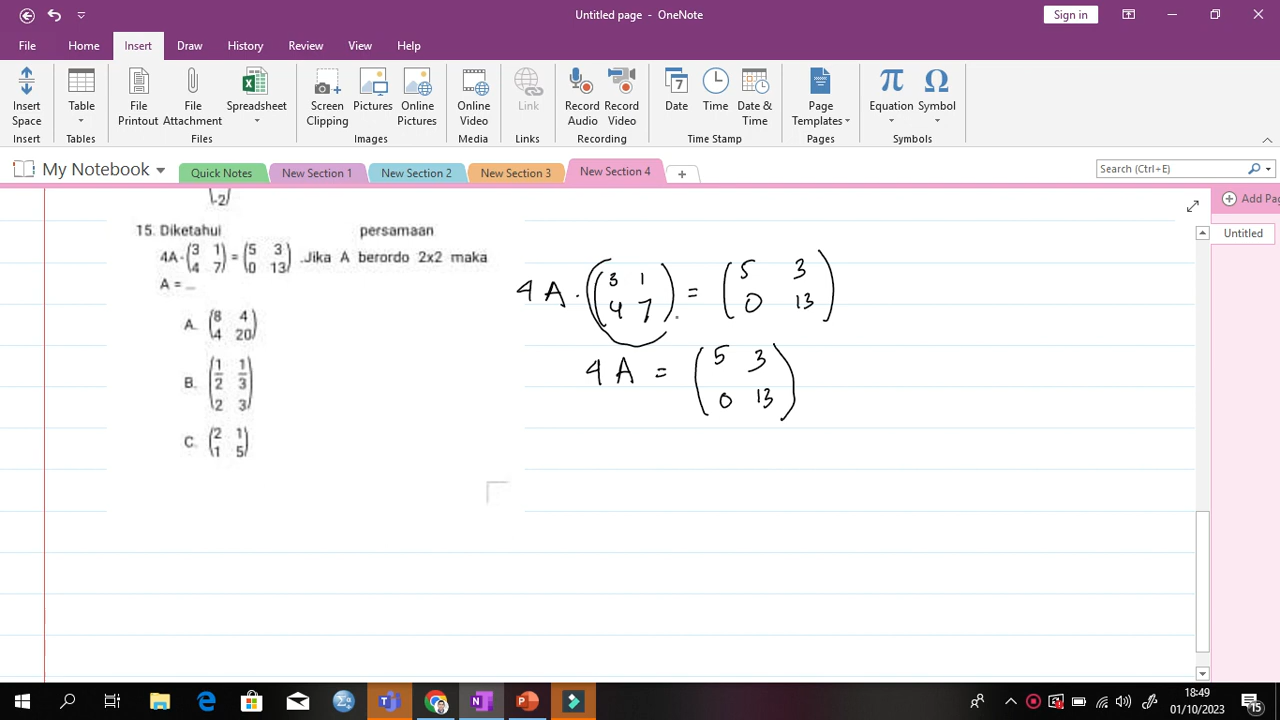 Untitled page - OneNote
Sign in
File Home Insert Draw History Review View Help
Insert Space
Table
File Printout
File Attachment
Spreadsheet
Screen Clipping
Pictures
Online Pictures
Online Video
Link
Record Audio
Record Video
Date
Time
Date & Time
Page Templates
Equation
Symbol
Insert Tables Files Images Media Links Recording Time Stamp Pages Symbols
My Notebook Quick Notes New Section 1 New Section 2 New Section 3 New Section 4 +
Search (Ctrl+E)
Add Pag
Untitled
-2
15. Diketahui persamaan
4A-(3 1) = (5 3) .Jika A berordo 2x2 maka
4 7 0 13
A = ...
A. (8 4)
4 20
B. (1/2 1/3)
2 3
C. (2 1)
1 5
4A · (3 1) = (5 3)
4 7 0 13
4A = (5 3)
0 13
18:49
01/10/2023
15